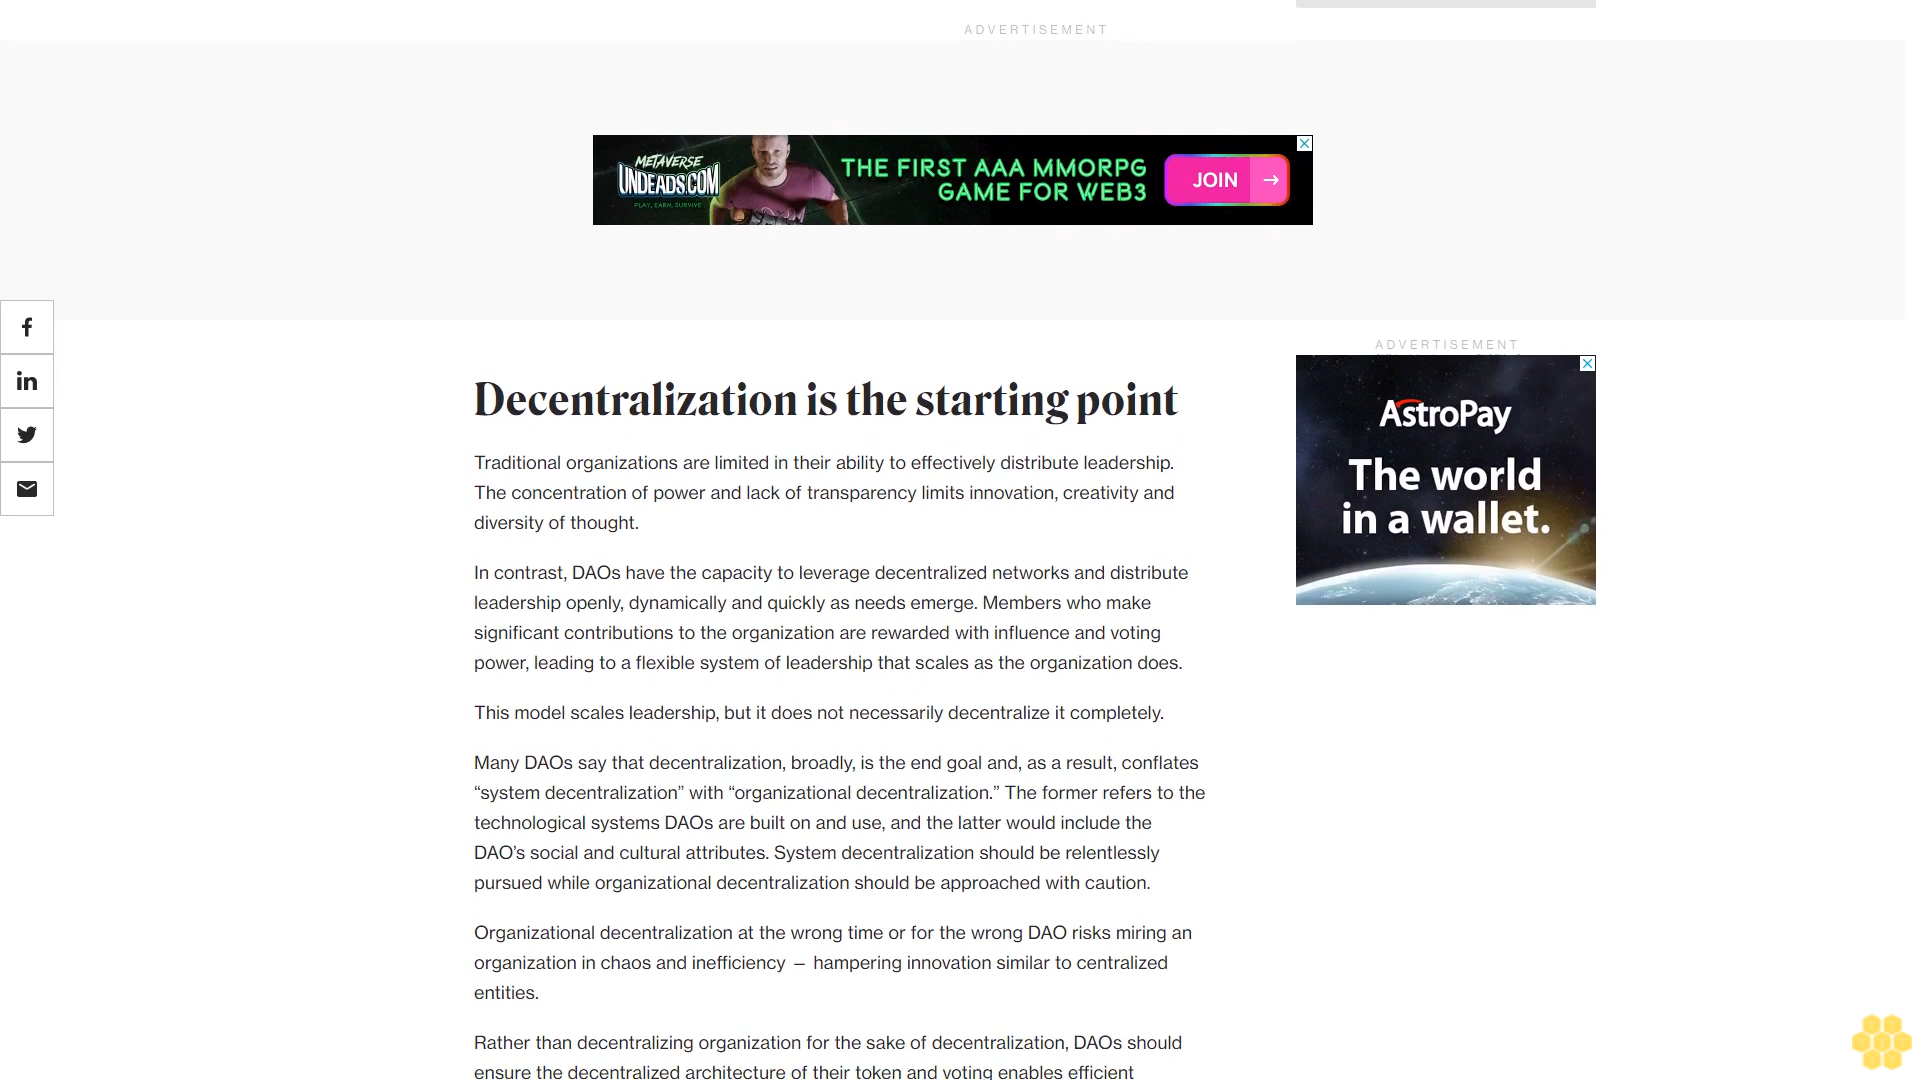 ADVERTISEMENT
METAVERSE
UNDEADS.COM
PLAY, EARN, SURVIVE
THE FIRST AAA MMORPG
GAME FOR WEB3
JOIN →
ADVERTISEMENT
AstroPay
The world
in a wallet.
Decentralization is the starting point
Traditional organizations are limited in their ability to effectively distribute leadership.
The concentration of power and lack of transparency limits innovation, creativity and
diversity of thought.
In contrast, DAOs have the capacity to leverage decentralized networks and distribute
leadership openly, dynamically and quickly as needs emerge. Members who make
significant contributions to the organization are rewarded with influence and voting
power, leading to a flexible system of leadership that scales as the organization does.
This model scales leadership, but it does not necessarily decentralize it completely.
Many DAOs say that decentralization, broadly, is the end goal and, as a result, conflates
“system decentralization” with “organizational decentralization.” The former refers to the
technological systems DAOs are built on and use, and the latter would include the
DAO’s social and cultural attributes. System decentralization should be relentlessly
pursued while organizational decentralization should be approached with caution.
Organizational decentralization at the wrong time or for the wrong DAO risks miring an
organization in chaos and inefficiency — hampering innovation similar to centralized
entities.
Rather than decentralizing organization for the sake of decentralization, DAOs should
ensure the decentralized architecture of their token and voting enables efficient